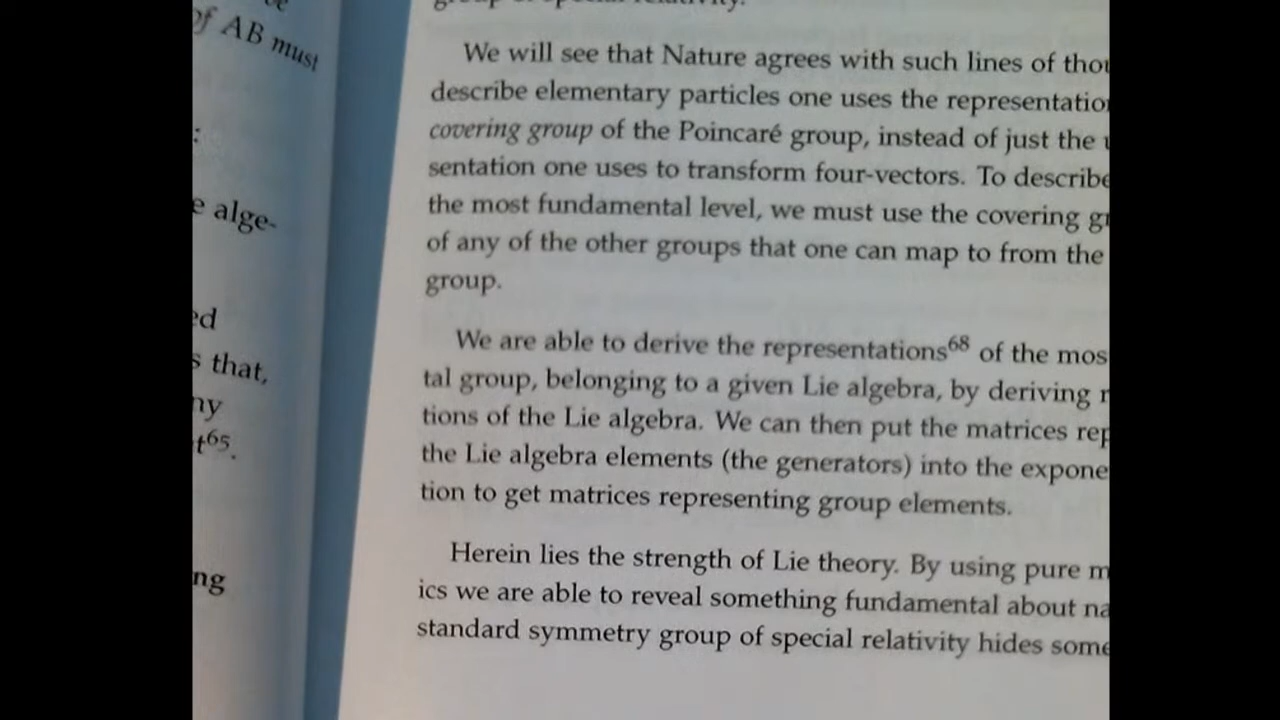 of AB must
:
e alge-
ed
s that,
ny
t65.
ng
group of special relativity.
We will see that Nature agrees with such lines of thou
describe elementary particles one uses the representatio
covering group of the Poincaré group, instead of just the
sentation one uses to transform four-vectors. To describe
the most fundamental level, we must use the covering gr
of any of the other groups that one can map to from the
group.
We are able to derive the representations68 of the mos
tal group, belonging to a given Lie algebra, by deriving r
tions of the Lie algebra. We can then put the matrices rep
the Lie algebra elements (the generators) into the expone
tion to get matrices representing group elements.
Herein lies the strength of Lie theory. By using pure m
ics we are able to reveal something fundamental about na
standard symmetry group of special relativity hides some